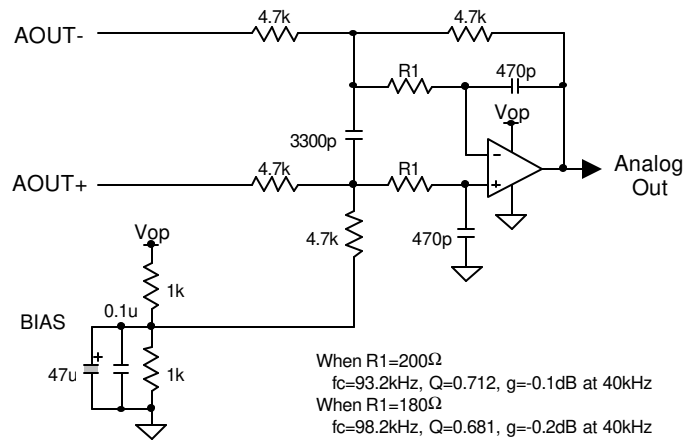 4.7k
4.7k
AOUT-
R1
470p
Vop
3300p
-
4.7k
R1
+
Analog
Out
AOUT+
Vop
4.7k
470p
1k
0.1u
BIAS
+
47u
1k
When R1=200Ω
fc=93.2kHz, Q=0.712, g=-0.1dB at 40kHz
When R1=180Ω
fc=98.2kHz, Q=0.681, g=-0.2dB at 40kHz